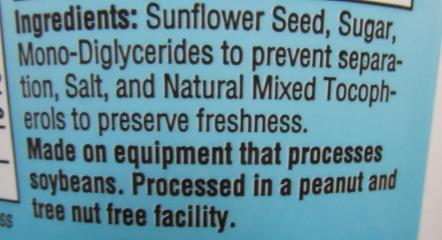 Ingredients: Sunflower Seed, Sugar,
Mono-Diglycerides to prevent separa-
tion, Salt, and Natural Mixed Tocoph-
erols to preserve freshness.
Made on equipment that processes
soybeans. Processed in a peanut and
tree nut free facility.